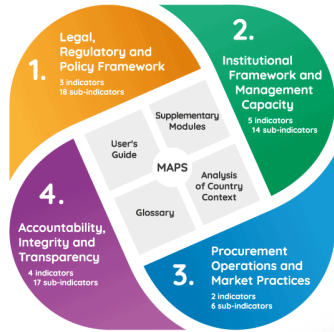 1.
Legal,
Regulatory and
Policy Framework
3 indicators
18 sub-indicators
2.
Institutional
Framework and
Management
Capacity
5 indicators
14 sub-indicators
User's
Guide
Supplementary
Modules
MAPS
Glossary
Analysis
of Country
Context
4.
Accountability,
Integrity and
Transparency
4 indicators
17 sub-indicators
3.
Procurement
Operations and
Market Practices
2 indicators
6 sub-indicators